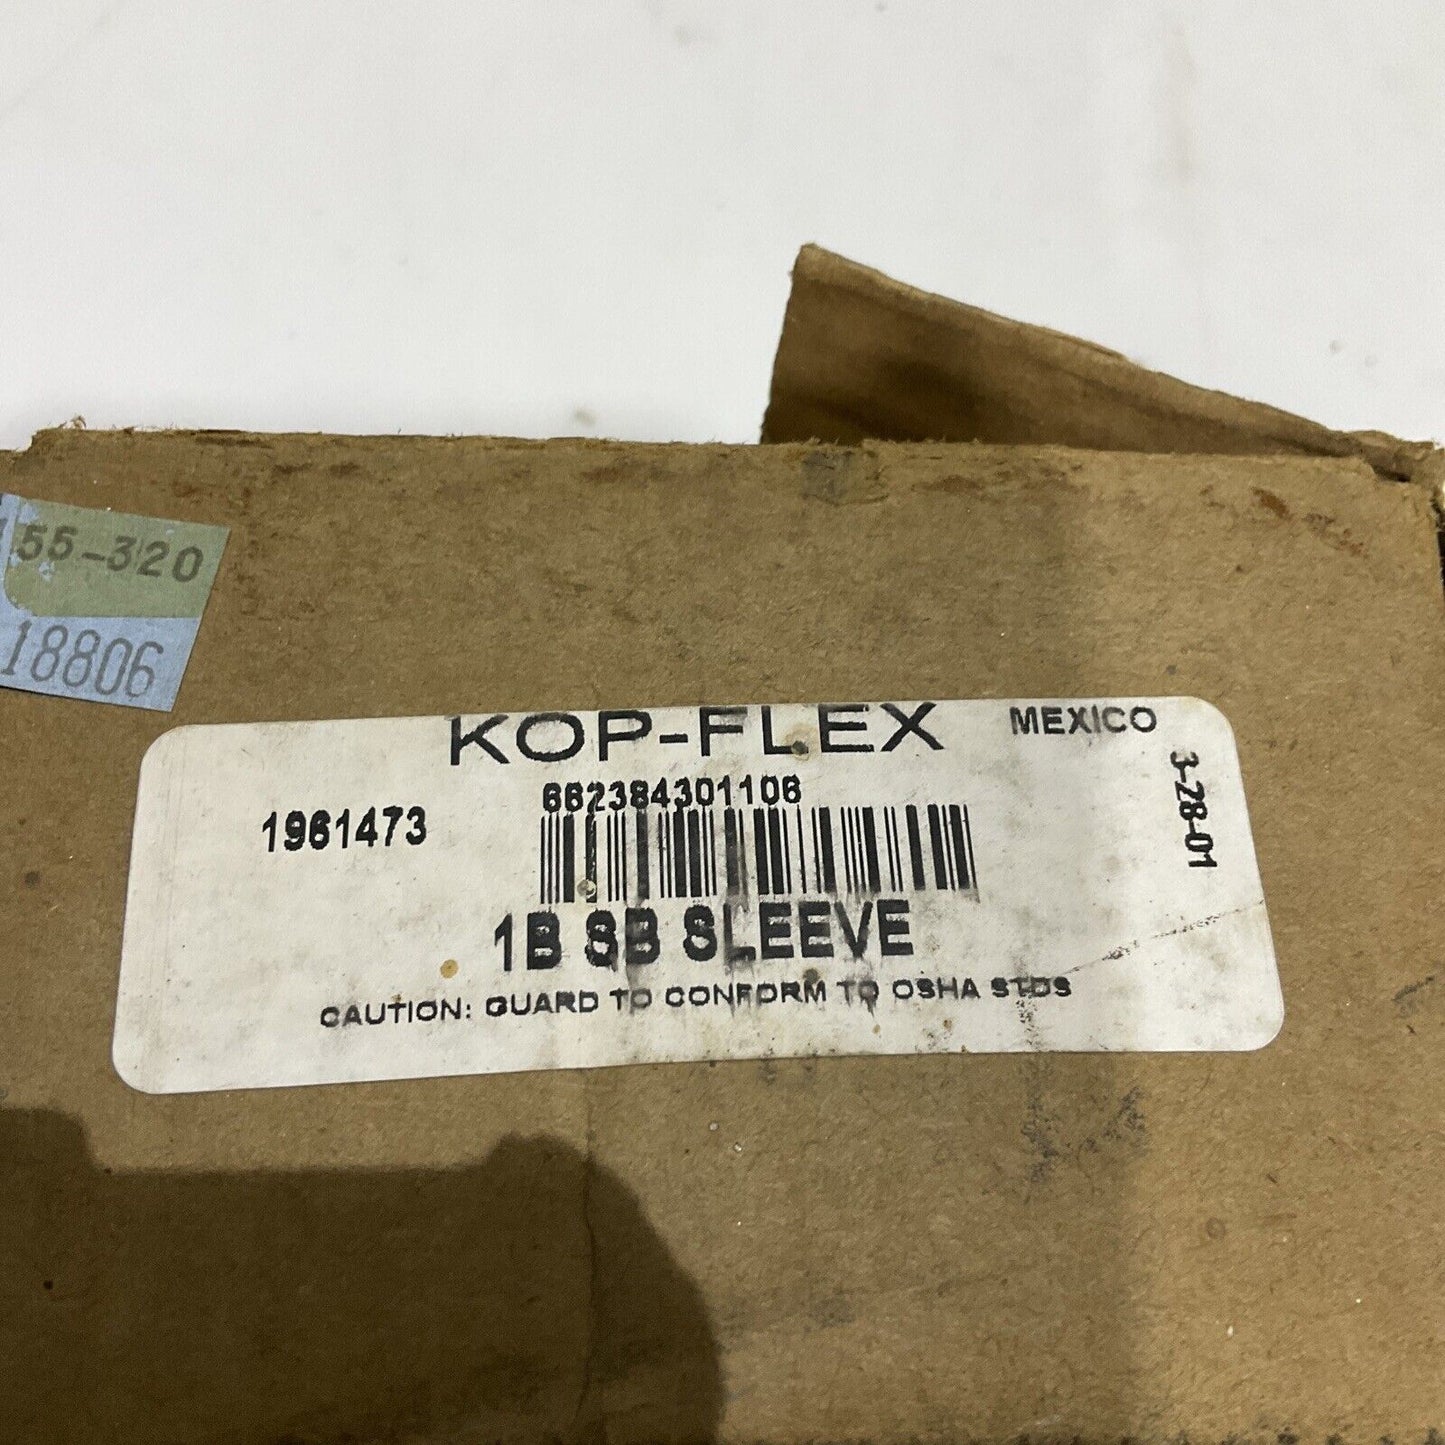 155-320
18806
KOP-FLEX
MEXICO
3-28-01
662384301106
1961473
1B SB SLEEVE
CAUTION: GUARD TO CONFORM TO OSHA STDS